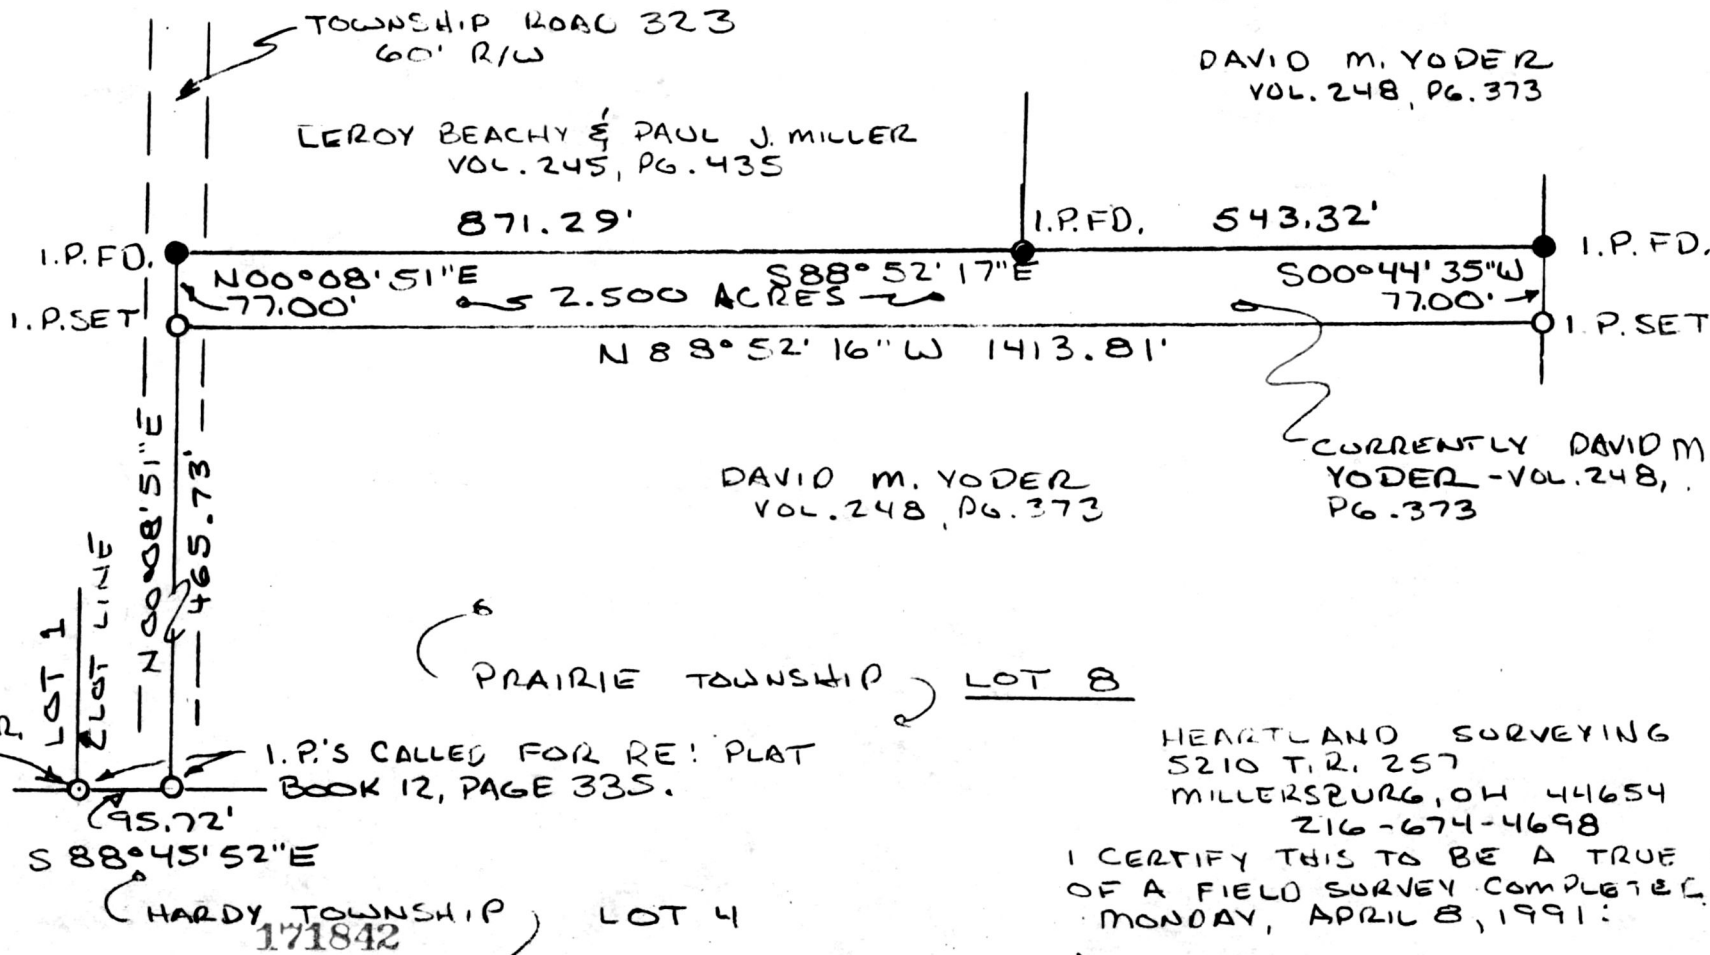 TOWNSHIP ROAD 323
60' R/W
DAVID M. YODER
VOL. 248, PG. 373
LEROY BEACHY & PAUL J. MILLER
VOL. 245, PG. 435
871.29'
I.P. FD.
543.32'
I.P. FD.
I.P. FD.
N00°08'51"E
77.00'
S88°52'17"E
S00°44'35"W
77.00'
2.500 ACRES
I.P. SET
I.P. SET
N 88°52'16" W 1413.81'
CURRENTLY DAVID M
YODER - VOL. 248,
PG. 373
DAVID M. YODER
VOL. 248, PG. 373
N 00°08'51"E
465.73'
LOT 1
LOT LINE
PRAIRIE TOWNSHIP
LOT 8
R.
I.P.'S CALLED FOR RE: PLAT
BOOK 12, PAGE 335.
95.72'
S 88°45'52"E
HARDY TOWNSHIP
LOT 4
171842
HEARTLAND SURVEYING
5210 T.R. 257
MILLERSBURG, OH 44654
216-674-4698
I CERTIFY THIS TO BE A TRUE
OF A FIELD SURVEY COMPLETED
MONDAY, APRIL 8, 1991: